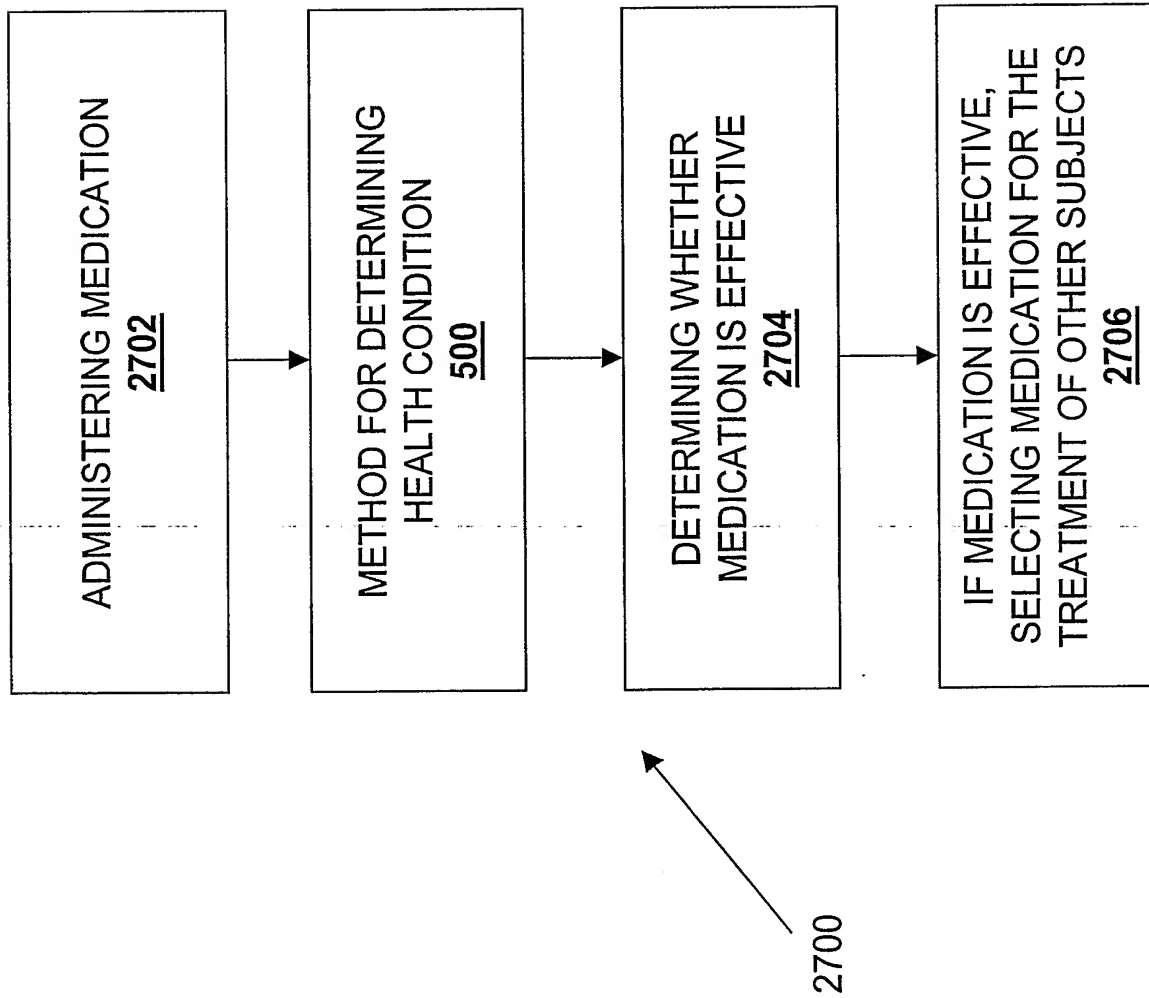 ADMINISTERING MEDICATION
2702
METHOD FOR DETERMINING
HEALTH CONDITION
500
DETERMINING WHETHER
MEDICATION IS EFFECTIVE
2704
IF MEDICATION IS EFFECTIVE,
SELECTING MEDICATION FOR THE
TREATMENT OF OTHER SUBJECTS
2706
2700